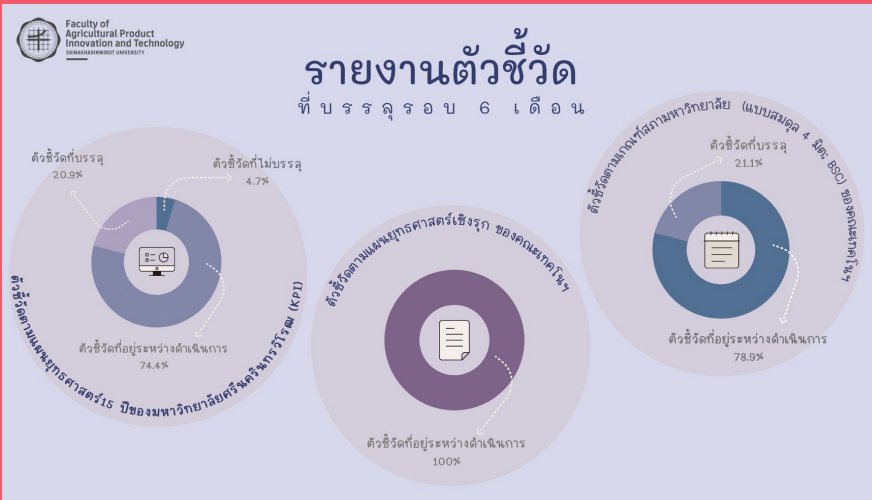 Faculty of
Agricultural Product
Innovation and Technology
SRINAKHARINWIROT UNIVERSITY
รายงานตัวชี้วัด
ที่บรรลุรอบ 6 เดือน
ตัวชี้วัดที่บรรลุ
20.9%
ตัวชี้วัดที่ไม่บรรลุ
4.7%
ตัวชี้วัดที่อยู่ระหว่างดำเนินการ
74.4%
ตัวชี้วัดตามแผนยุทธศาสตร์15 ปีของมหาวิทยาลัยศรีนครินทรวิโรฒ (KPI)
ตัวชี้วัดตามแผนยุทธศาสตร์เชิงรุก ของคณะเทคโนฯ
ตัวชี้วัดที่อยู่ระหว่างดำเนินการ
100%
ตัวชี้วัดตามเกณฑ์สภามหาวิทยาลัย (แบบสมดุล 4 มิติ; BSC) ของคณะเทคโนฯ
ตัวชี้วัดที่บรรลุ
21.1%
ตัวชี้วัดที่อยู่ระหว่างดำเนินการ
78.9%